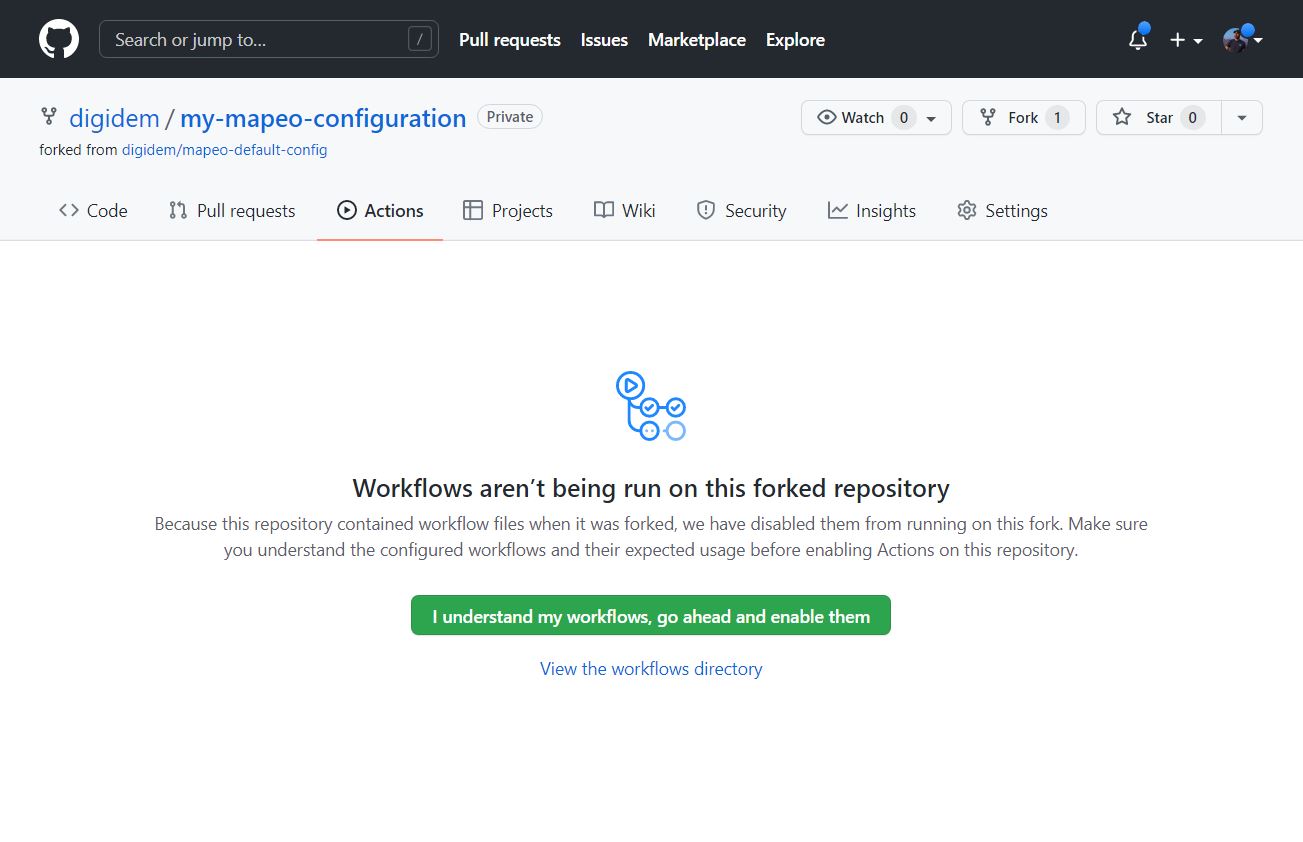 Search or jump to... / Pull requests Issues Marketplace Explore
digidem / my-mapeo-configuration Private Watch 0 Fork 1 Star 0
forked from digidem/mapeo-default-config
Code Pull requests Actions Projects Wiki Security Insights Settings
Workflows aren’t being run on this forked repository
Because this repository contained workflow files when it was forked, we have disabled them from running on this fork. Make sure
you understand the configured workflows and their expected usage before enabling Actions on this repository.
I understand my workflows, go ahead and enable them
View the workflows directory